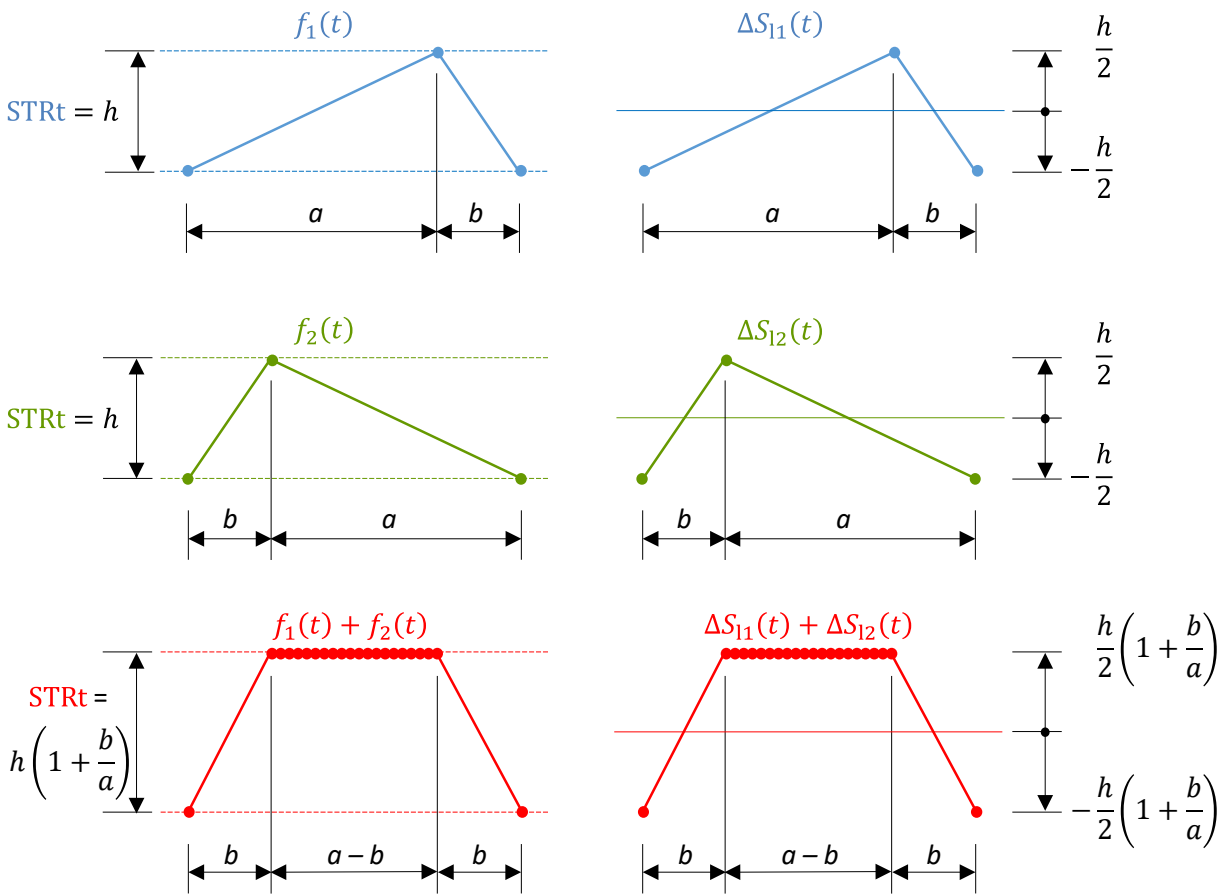 f₁(t)
ΔSₗ₁(t)
h/2
STRt = h
−h/2
a
b
a
b
f₂(t)
ΔSₗ₂(t)
h/2
STRt = h
−h/2
b
a
b
a
f₁(t) + f₂(t)
ΔSₗ₁(t) + ΔSₗ₂(t)
h/2(1 + b/a)
STRt =
h(1 + b/a)
−h/2(1 + b/a)
b
a – b
b
b
a – b
b